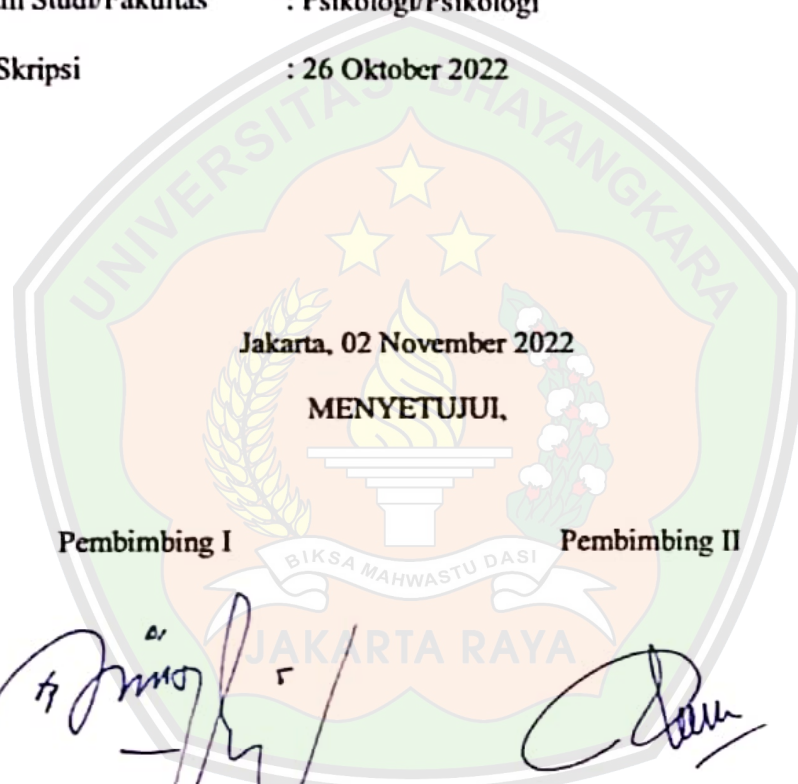 Studi/Fakultas : Psikologi/Psikologi
Skripsi : 26 Oktober 2022
UNIVERSITAS BHAYANGKARA
Jakarta, 02 November 2022
MENYETUJUI,
Pembimbing I Pembimbing II
BIKSA MAHWASTU DASI
JAKARTA RAYA